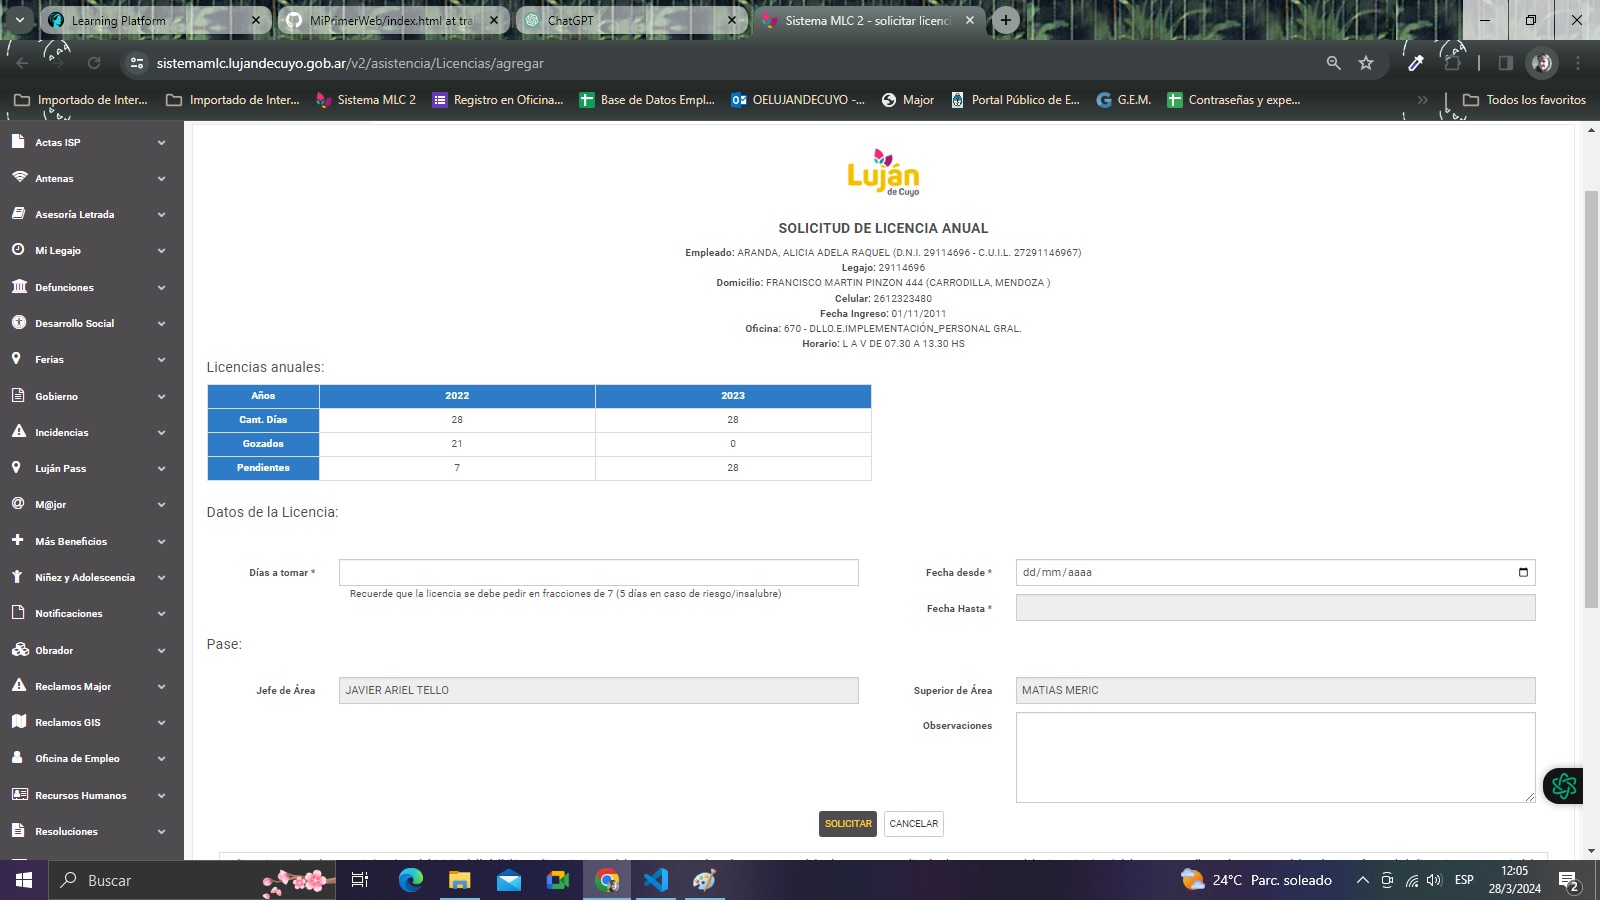 Learning Platform
MiPrimerWeb/index.html at tra
ChatGPT
Sistema MLC 2 - solicitar licenci
sistemamlc.lujandecuyo.gob.ar/v2/asistencia/Licencias/agregar
Importado de Inter...
Importado de Inter...
Sistema MLC 2
Registro en Oficina...
Base de Datos Empl...
OELUJANDECUYO -...
Major
Portal Público de E...
G.E.M.
Contraseñas y expe...
»
Todos los favoritos
Actas ISP
Antenas
Asesoría Letrada
Mi Legajo
Defunciones
Desarrollo Social
Ferias
Gobierno
Incidencias
Luján Pass
M@jor
Más Beneficios
Niñez y Adolescencia
Notificaciones
Obrador
Reclamos Major
Reclamos GIS
Oficina de Empleo
Recursos Humanos
Resoluciones
Luján
de Cuyo
SOLICITUD DE LICENCIA ANUAL
Empleado: ARANDA, ALICIA ADELA RAQUEL (D.N.I. 29114696 - C.U.I.L. 27291146967)
Legajo: 29114696
Domicilio: FRANCISCO MARTIN PINZON 444 (CARRODILLA, MENDOZA )
Celular: 2612323480
Fecha Ingreso: 01/11/2011
Oficina: 670 - DLLO.E.IMPLEMENTACIÓN_PERSONAL GRAL.
Horario: L A V DE 07.30 A 13.30 HS
Licencias anuales:
Años 2022 2023
Cant. Días 28 28
Gozados 21 0
Pendientes 7 28
Datos de la Licencia:
Días a tomar *
Recuerde que la licencia se debe pedir en fracciones de 7 (5 días en caso de riesgo/insalubre)
Fecha desde * dd/mm/aaaa
Fecha Hasta *
Pase:
Jefe de Área JAVIER ARIEL TELLO
Superior de Área MATIAS MERIC
Observaciones
SOLICITAR CANCELAR
Buscar
24°C Parc. soleado
ESP
12:05
28/3/2024
2